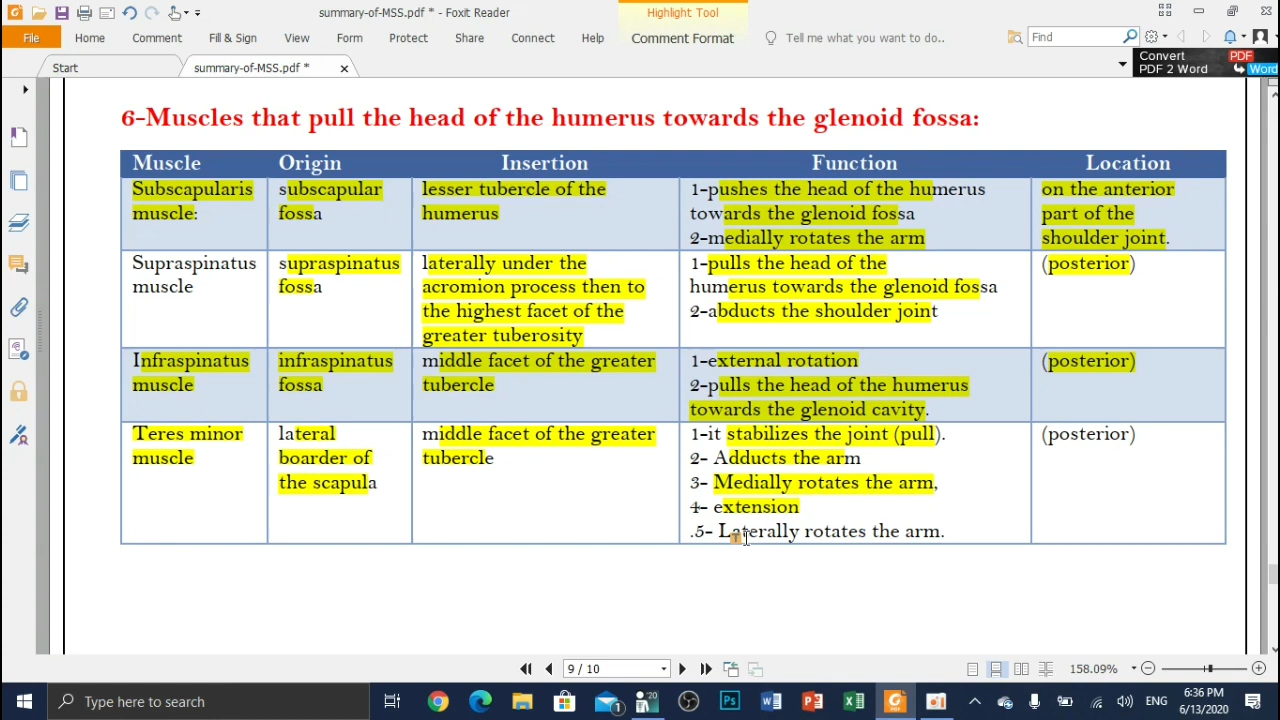 summary-of-MSS.pdf * - Foxit Reader
Highlight Tool
File
Home
Comment
Fill & Sign
View
Form
Protect
Share
Connect
Help
Comment Format
Tell me what you want to do..
Find
Start
summary-of-MSS.pdf *
Convert PDF
PDF 2 Word Word
6-Muscles that pull the head of the humerus towards the glenoid fossa:
Muscle
Origin
Insertion
Function
Location
Subscapularis
muscle:
subscapular
fossa
lesser tubercle of the
humerus
1-pushes the head of the humerus
towards the glenoid fossa
2-medially rotates the arm
on the anterior
part of the
shoulder joint.
Supraspinatus
muscle
supraspinatus
fossa
laterally under the
acromion process then to
the highest facet of the
greater tuberosity
1-pulls the head of the
humerus towards the glenoid fossa
2-abducts the shoulder joint
(posterior)
Infraspinatus
muscle
infraspinatus
fossa
middle facet of the greater
tubercle
1-external rotation
2-pulls the head of the humerus
towards the glenoid cavity.
(posterior)
Teres minor
muscle
lateral
boarder of
the scapula
middle facet of the greater
tubercle
1-it stabilizes the joint (pull).
2- Adducts the arm
3- Medially rotates the arm,
4- extension
.5- Laterally rotates the arm.
(posterior)
9 / 10
158.09%
Type here to search
ENG
6:36 PM
6/13/2020